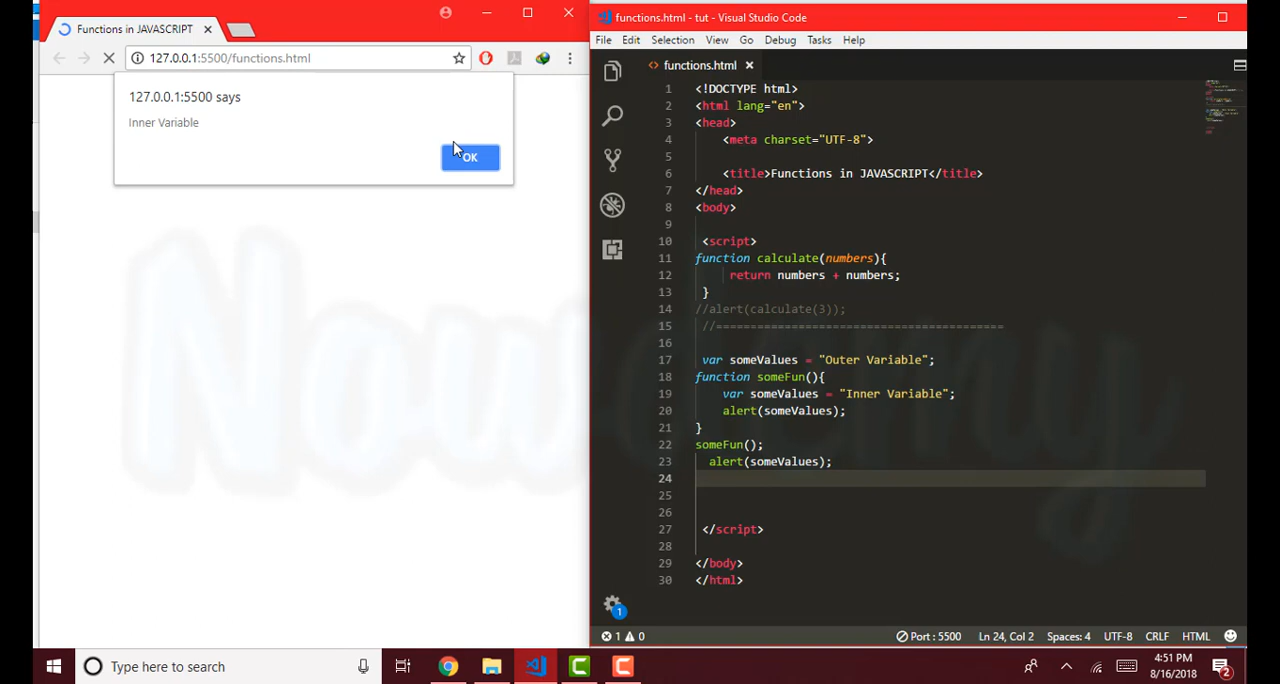 Functions in JAVASCRIPT
127.0.0.1:5500/functions.html
127.0.0.1:5500 says
Inner Variable
OK
functions.html - tut - Visual Studio Code
File Edit Selection View Go Debug Tasks Help
functions.html
1 <!DOCTYPE html>
2 <html lang="en">
3 <head>
4 <meta charset="UTF-8">
5
6 <title>Functions in JAVASCRIPT</title>
7 </head>
8 <body>
9
10 <script>
11 function calculate(numbers){
12 return numbers + numbers;
13 }
14 //alert(calculate(3));
15 //==========================================
16
17 var someValues = "Outer Variable";
18 function someFun(){
19 var someValues = "Inner Variable";
20 alert(someValues);
21 }
22 someFun();
23 alert(someValues);
24
25
26
27 </script>
28
29 </body>
30 </html>
1
1 0 Port : 5500 Ln 24, Col 2 Spaces: 4 UTF-8 CRLF HTML
Type here to search
4:51 PM
8/16/2018
2